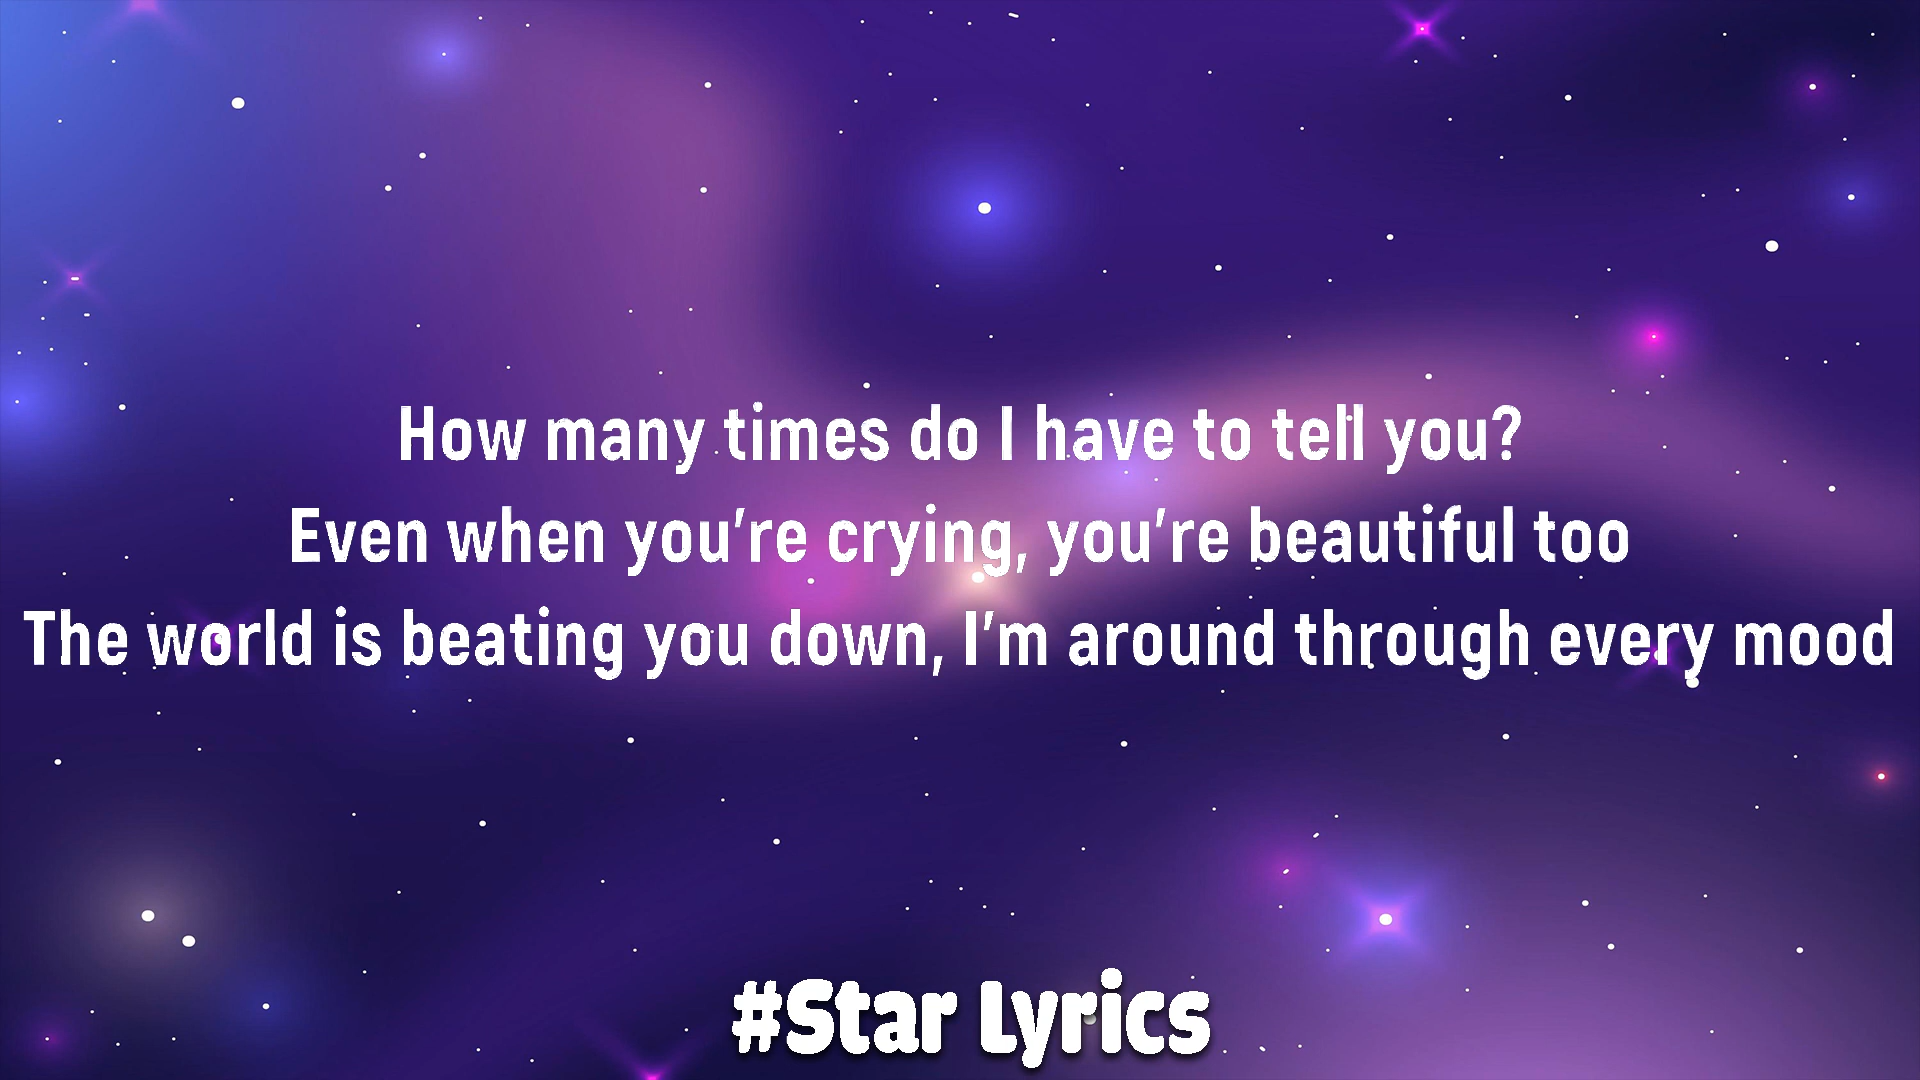 How many times do I have to tell you?
Even when you're crying, you're beautiful too
The world is beating you down, I'm around through every mood
#Star Lyrics